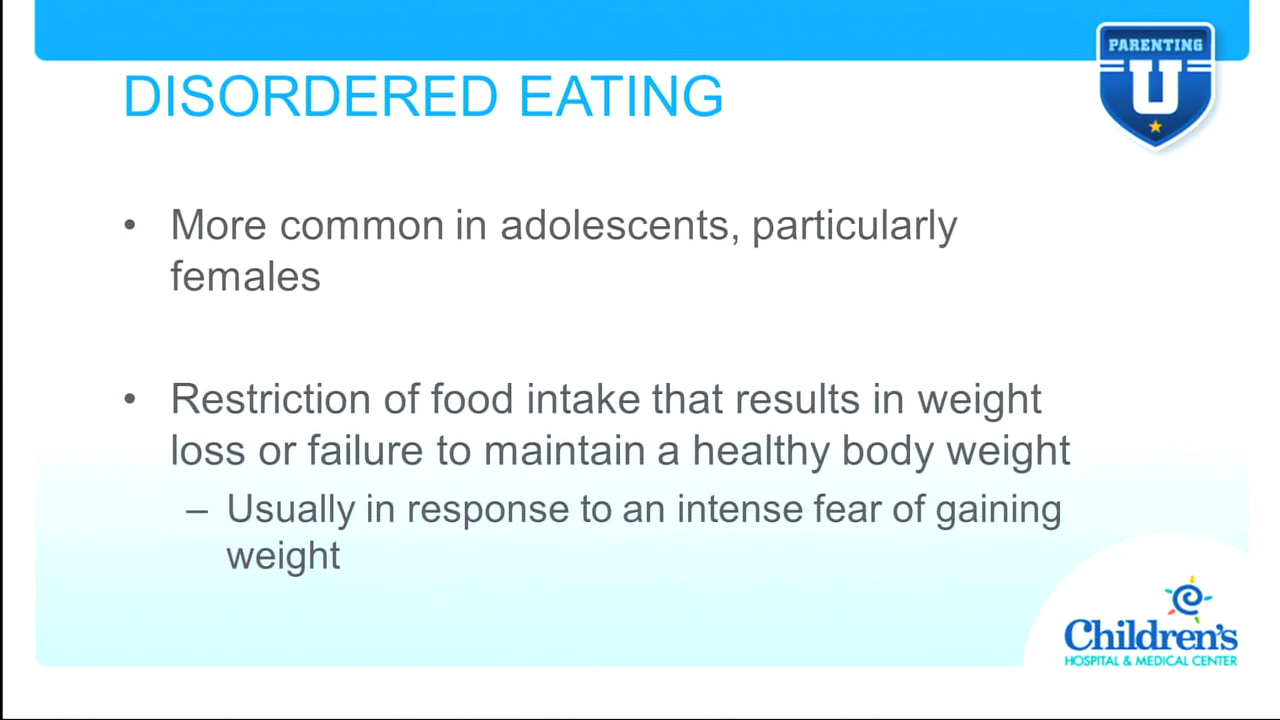 PARENTING
U
DISORDERED EATING
• More common in adolescents, particularly
females
• Restriction of food intake that results in weight
loss or failure to maintain a healthy body weight
– Usually in response to an intense fear of gaining
weight
Children's
HOSPITAL & MEDICAL CENTER